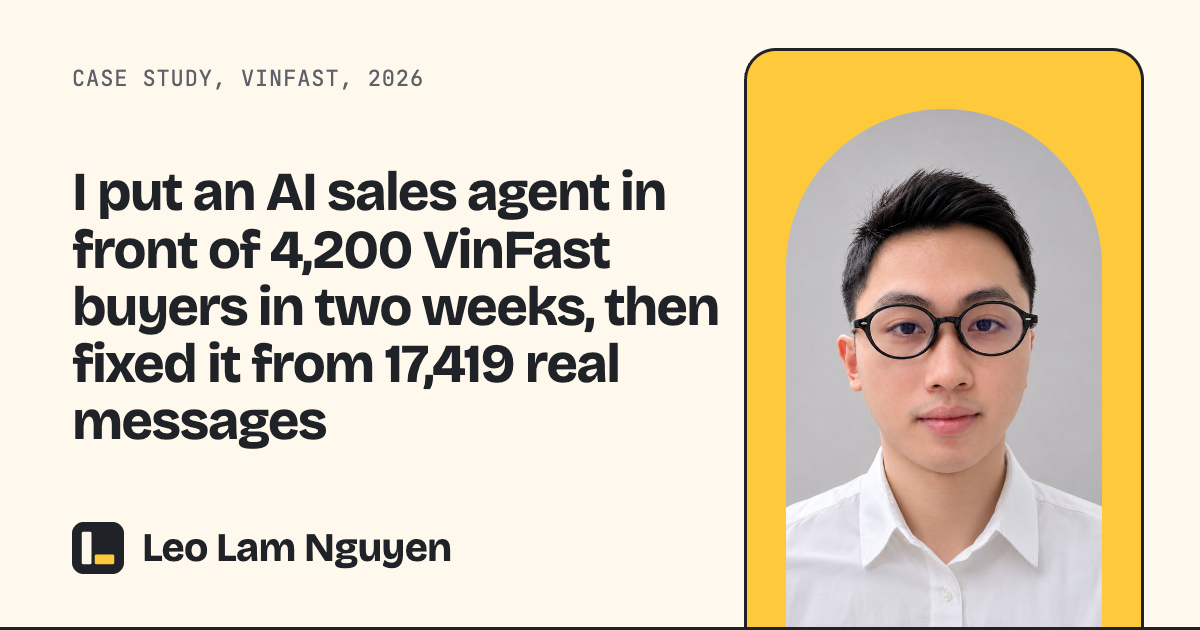 CASE STUDY, VINFAST, 2026
I put an AI sales agent in
front of 4,200 VinFast
buyers in two weeks, then
fixed it from 17,419 real
messages
Leo Lam Nguyen